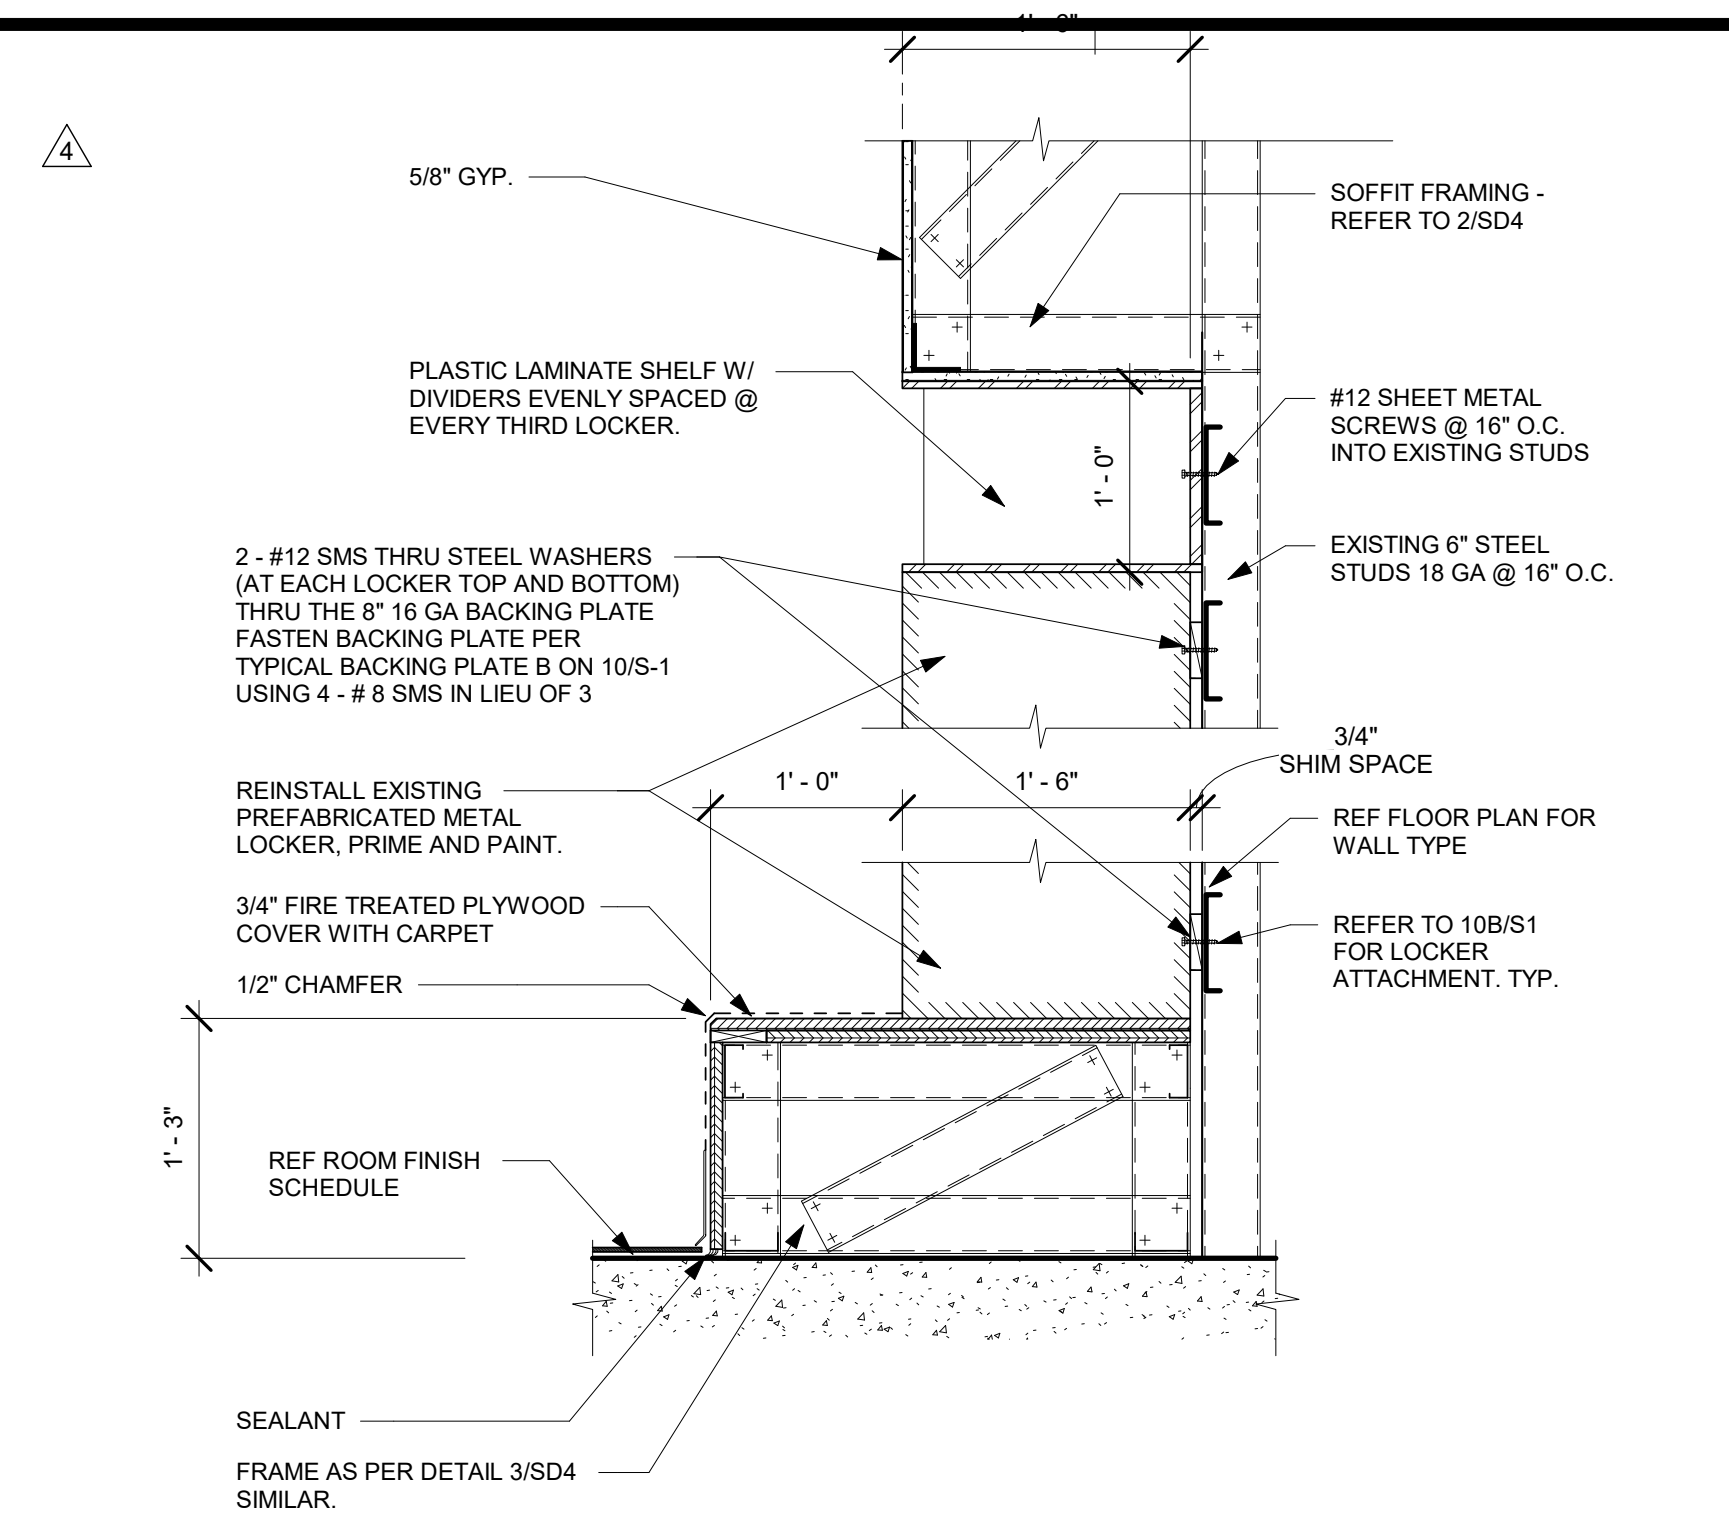 4
5/8" GYP.
SOFFIT FRAMING -
REFER TO 2/SD4
PLASTIC LAMINATE SHELF W/
DIVIDERS EVENLY SPACED @
EVERY THIRD LOCKER.
#12 SHEET METAL
SCREWS @ 16" O.C.
INTO EXISTING STUDS
1' - 0"
2 - #12 SMS THRU STEEL WASHERS
(AT EACH LOCKER TOP AND BOTTOM)
THRU THE 8" 16 GA BACKING PLATE
FASTEN BACKING PLATE PER
TYPICAL BACKING PLATE B ON 10/S-1
USING 4 - # 8 SMS IN LIEU OF 3
EXISTING 6" STEEL
STUDS 18 GA @ 16" O.C.
3/4"
SHIM SPACE
REINSTALL EXISTING
PREFABRICATED METAL
LOCKER, PRIME AND PAINT.
1' - 0"
1' - 6"
REF FLOOR PLAN FOR
WALL TYPE
3/4" FIRE TREATED PLYWOOD
COVER WITH CARPET
REFER TO 10B/S1
FOR LOCKER
ATTACHMENT. TYP.
1/2" CHAMFER
1' - 3"
REF ROOM FINISH
SCHEDULE
SEALANT
FRAME AS PER DETAIL 3/SD4
SIMILAR.